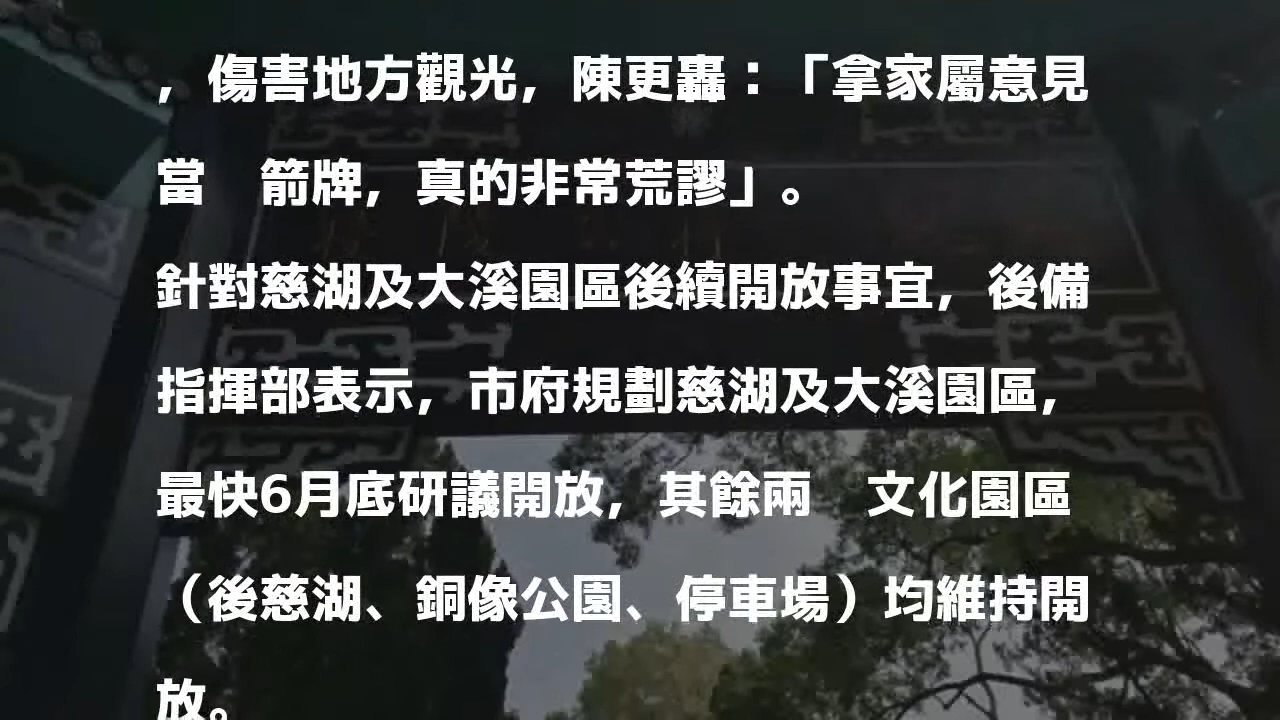 ，傷害地方觀光，陳更轟：「拿家屬意見
當　箭牌，真的非常荒謬」。
針對慈湖及大溪園區後續開放事宜，後備
指揮部表示，市府規劃慈湖及大溪園區，
最快6月底研議開放，其餘兩　文化園區
（後慈湖、銅像公園、停車場）均維持開
放。